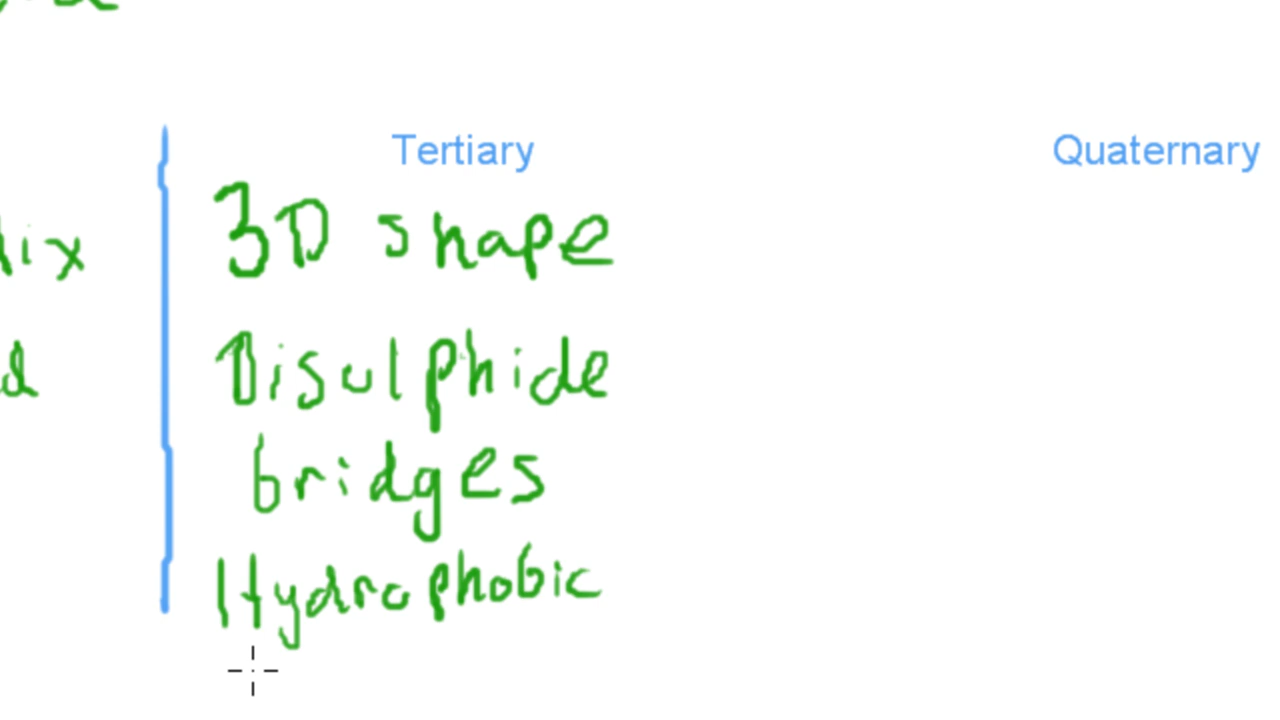 Tertiary
Quaternary
3D shape
Disulphide
bridges
Hydrophobic